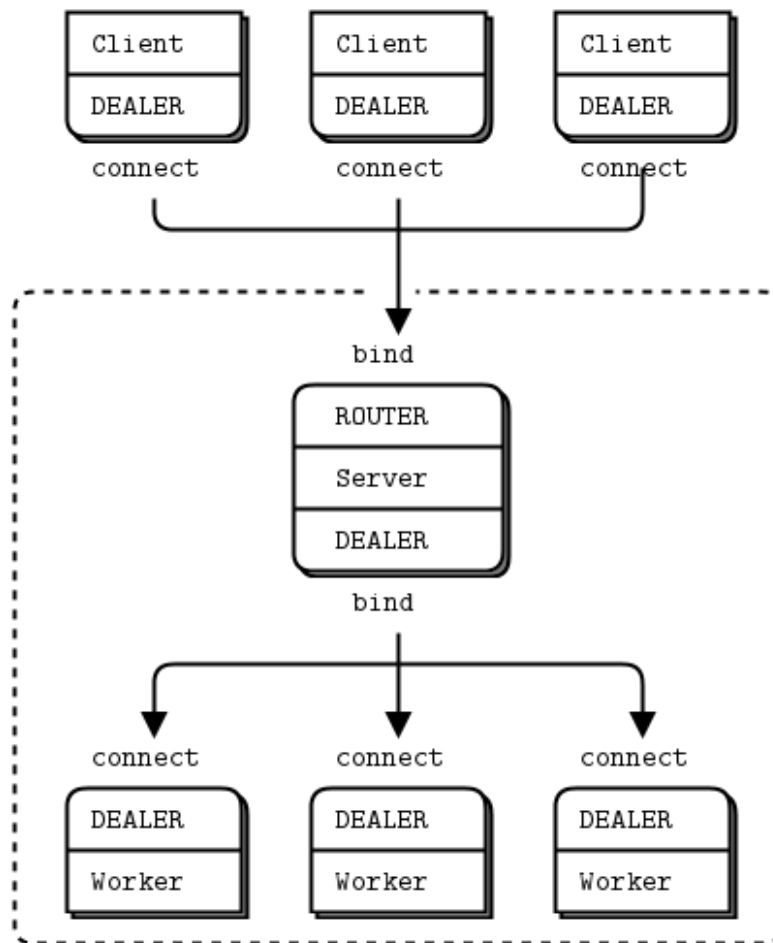 Client Client Client
DEALER DEALER DEALER
connect connect connect
bind
ROUTER
Server
DEALER
bind
connect connect connect
DEALER DEALER DEALER
Worker Worker Worker